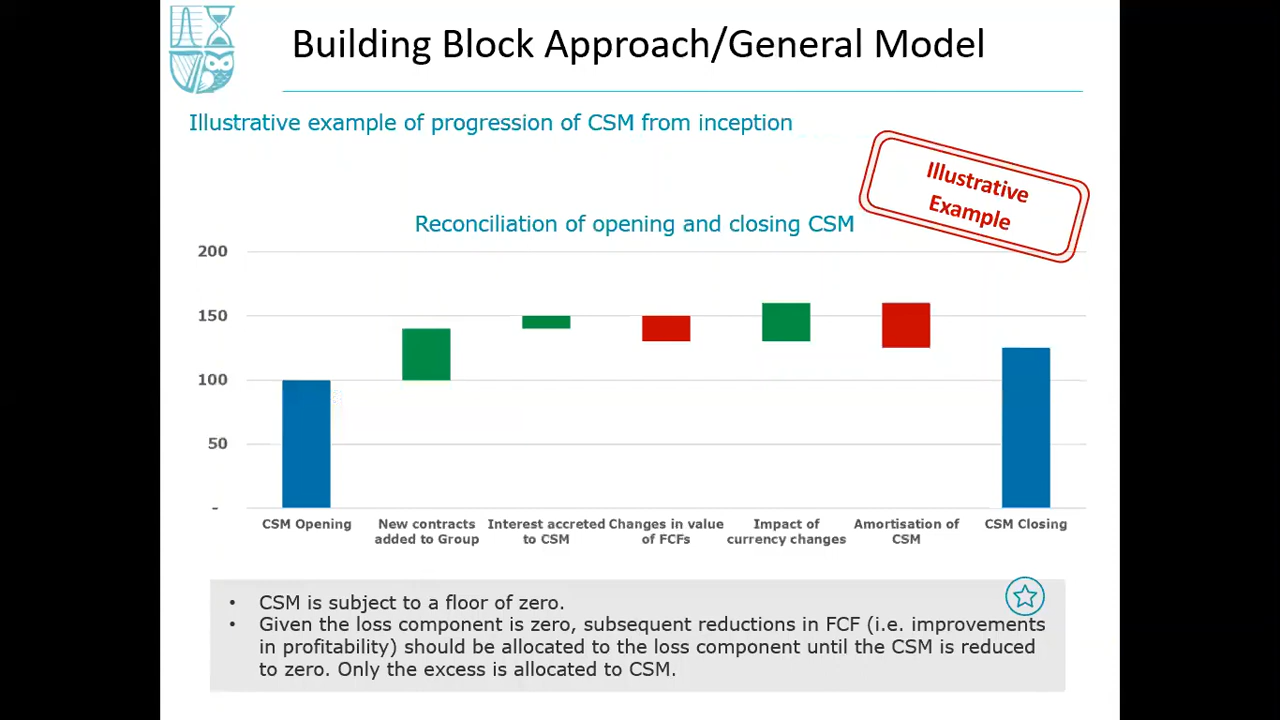 Building Block Approach/General Model
Illustrative example of progression of CSM from inception
Illustrative
Example
Reconciliation of opening and closing CSM
200
150
100
50
-
CSM Opening
New contracts
added to Group
Interest accreted
to CSM
Changes in value
of FCFs
Impact of
currency changes
Amortisation of
CSM
CSM Closing
• CSM is subject to a floor of zero.
• Given the loss component is zero, subsequent reductions in FCF (i.e. improvements
in profitability) should be allocated to the loss component until the CSM is reduced
to zero. Only the excess is allocated to CSM.